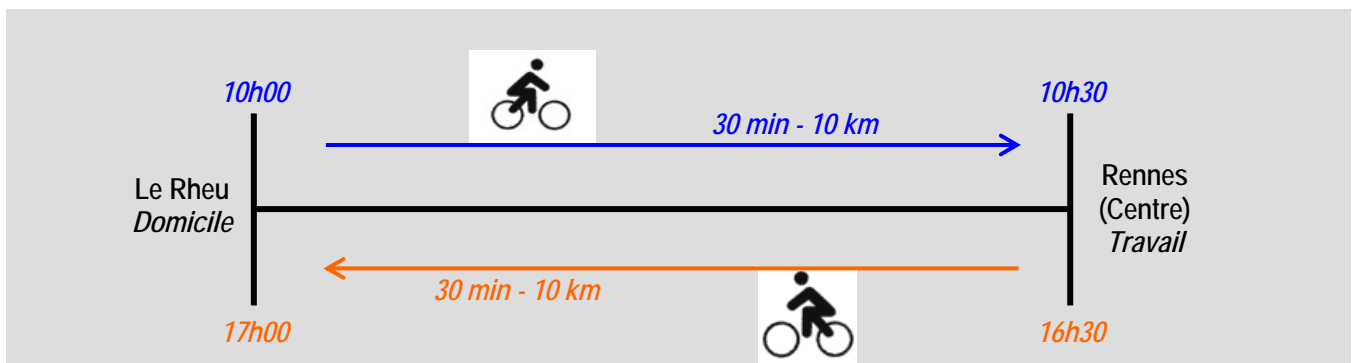 10h00
10h30
30 min - 10 km
Le Rheu
Domicile
Rennes
(Centre)
Travail
30 min - 10 km
17h00
16h30